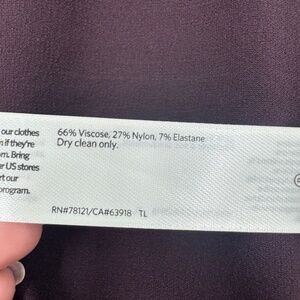 our clothes
if they're
om. Bring
r US stores
rt our
program.
66% Viscose, 27% Nylon, 7% Elastane
Dry clean only.
RN#78121/CA#63918 TL